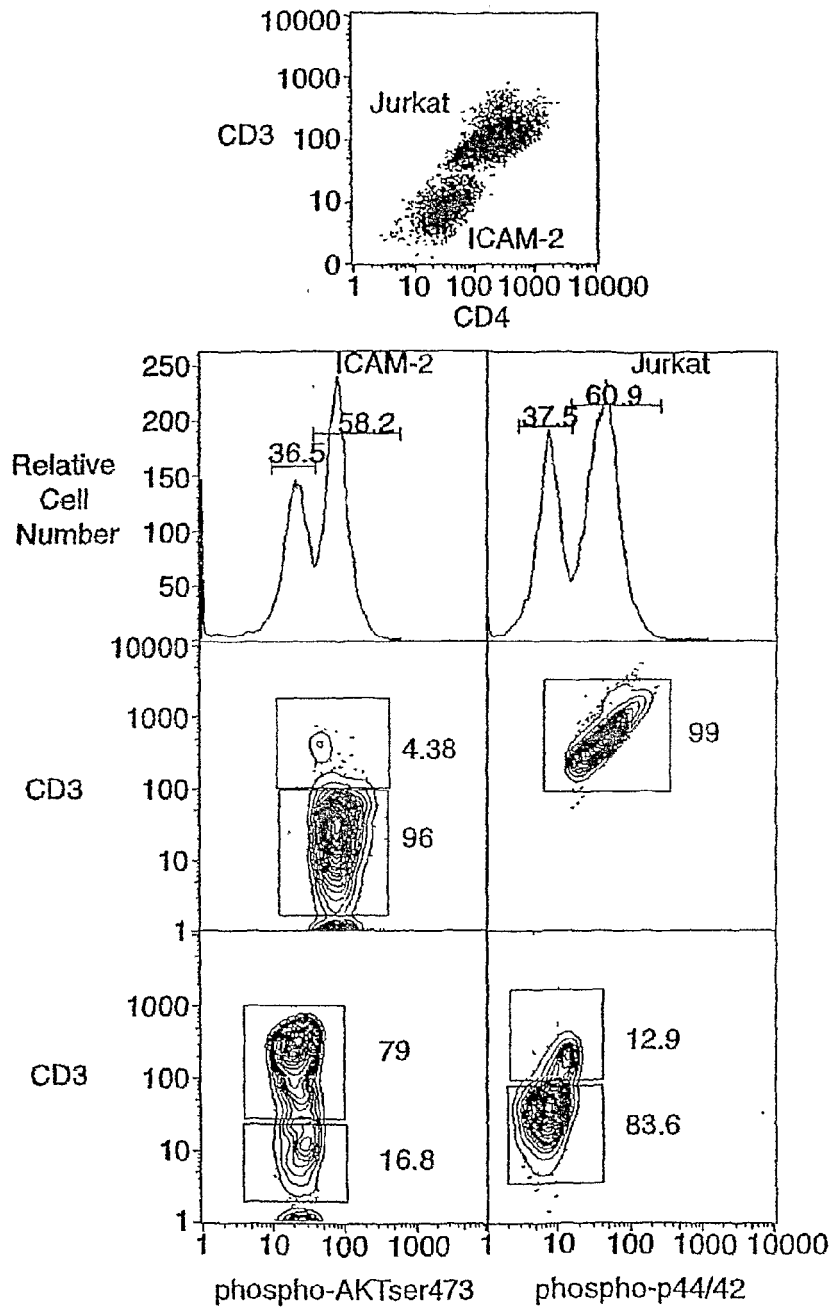 10000
1000
Jurkat
CD3 100
10
ICAM-2
0
1 10 100 1000 10000
CD4
250 ICAM-2 Jurkat
200 58.2 37.5 60.9
36.5
Relative
Cell
Number
150
100
50
10000
1000
4.38 99
CD3 100
96
10
1
1000
79 12.9
CD3 100
83.6
10
16.8
1
1 10 100 1000 1 10 100 1000 10000
phospho-AKTser473 phospho-p44/42